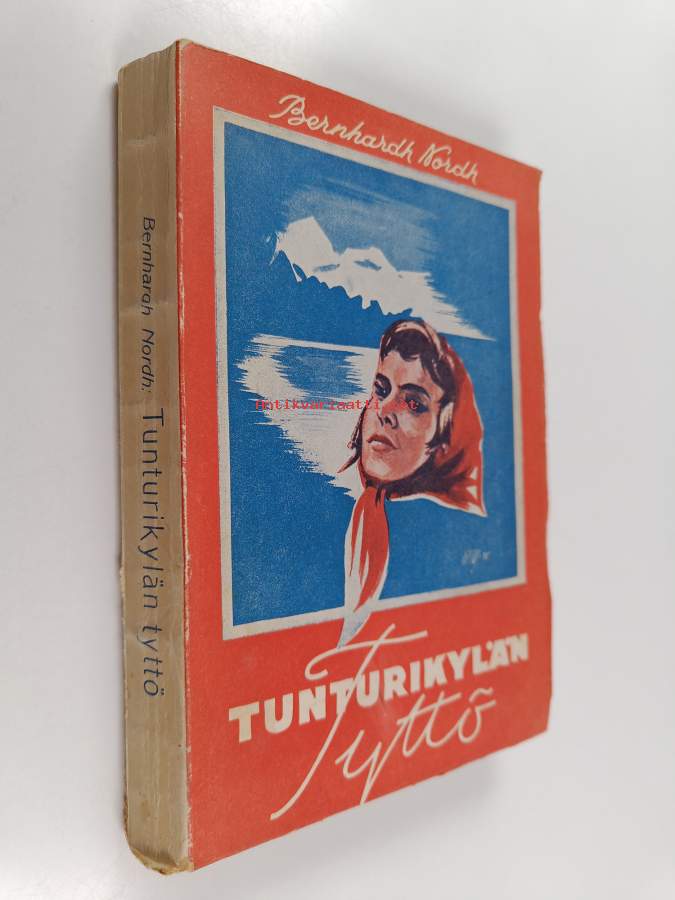 Bernhardh Nordh
TUNTURIKYLÄN
Tyttö
Bernhardh Nordh: Tunturikylän tyttö
Antikvariaatti.net